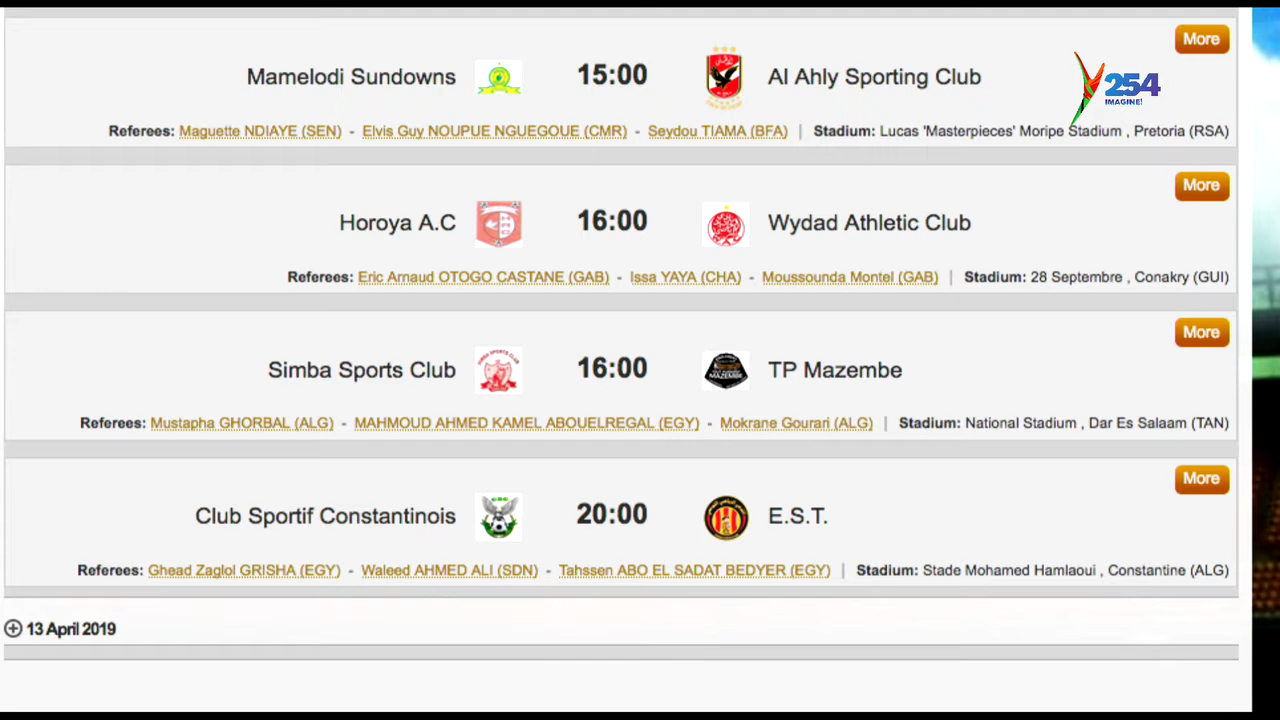 More
Mamelodi Sundowns 15:00 Al Ahly Sporting Club
254
IMAGINE!
Referees: Maguette NDIAYE (SEN) - Elvis Guy NOUPUE NGUEGOUE (CMR) - Seydou TIAMA (BFA) | Stadium: Lucas 'Masterpieces' Moripe Stadium , Pretoria (RSA)
More
Horoya A.C 16:00 Wydad Athletic Club
Referees: Eric Arnaud OTOGO CASTANE (GAB) - Issa YAYA (CHA) - Moussounda Montel (GAB) | Stadium: 28 Septembre , Conakry (GUI)
More
Simba Sports Club 16:00 TP Mazembe
Referees: Mustapha GHORBAL (ALG) - MAHMOUD AHMED KAMEL ABOUELREGAL (EGY) - Mokrane Gourari (ALG) | Stadium: National Stadium , Dar Es Salaam (TAN)
More
Club Sportif Constantinois 20:00 E.S.T.
Referees: Ghead Zaglol GRISHA (EGY) - Waleed AHMED ALI (SDN) - Tahssen ABO EL SADAT BEDYER (EGY) | Stadium: Stade Mohamed Hamlaoui , Constantine (ALG)
13 April 2019